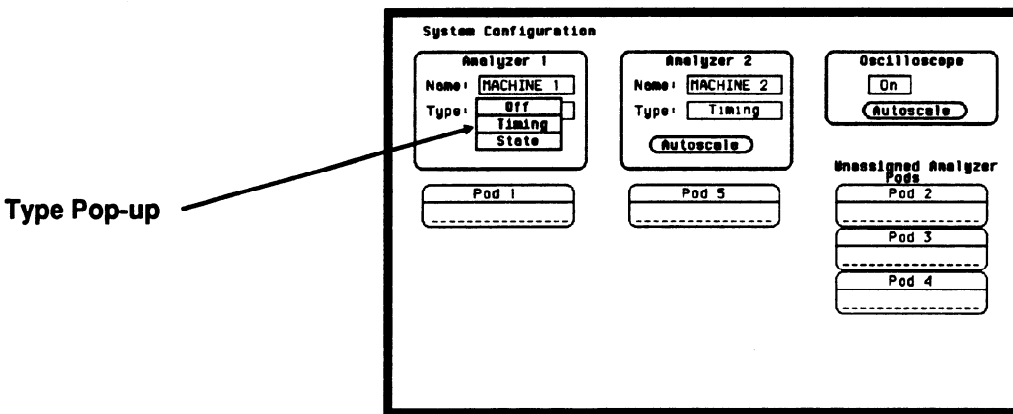 System Configuration
Analyzer 1
Name: MACHINE 1
Type:
Off
Timing
State
Analyzer 2
Name: MACHINE 2
Type: Timing
Autoscale
Oscilloscope
On
Autoscale
Type Pop-up
Pod 1
Pod 5
Unassigned Analyzer
Pods
Pod 2
Pod 3
Pod 4